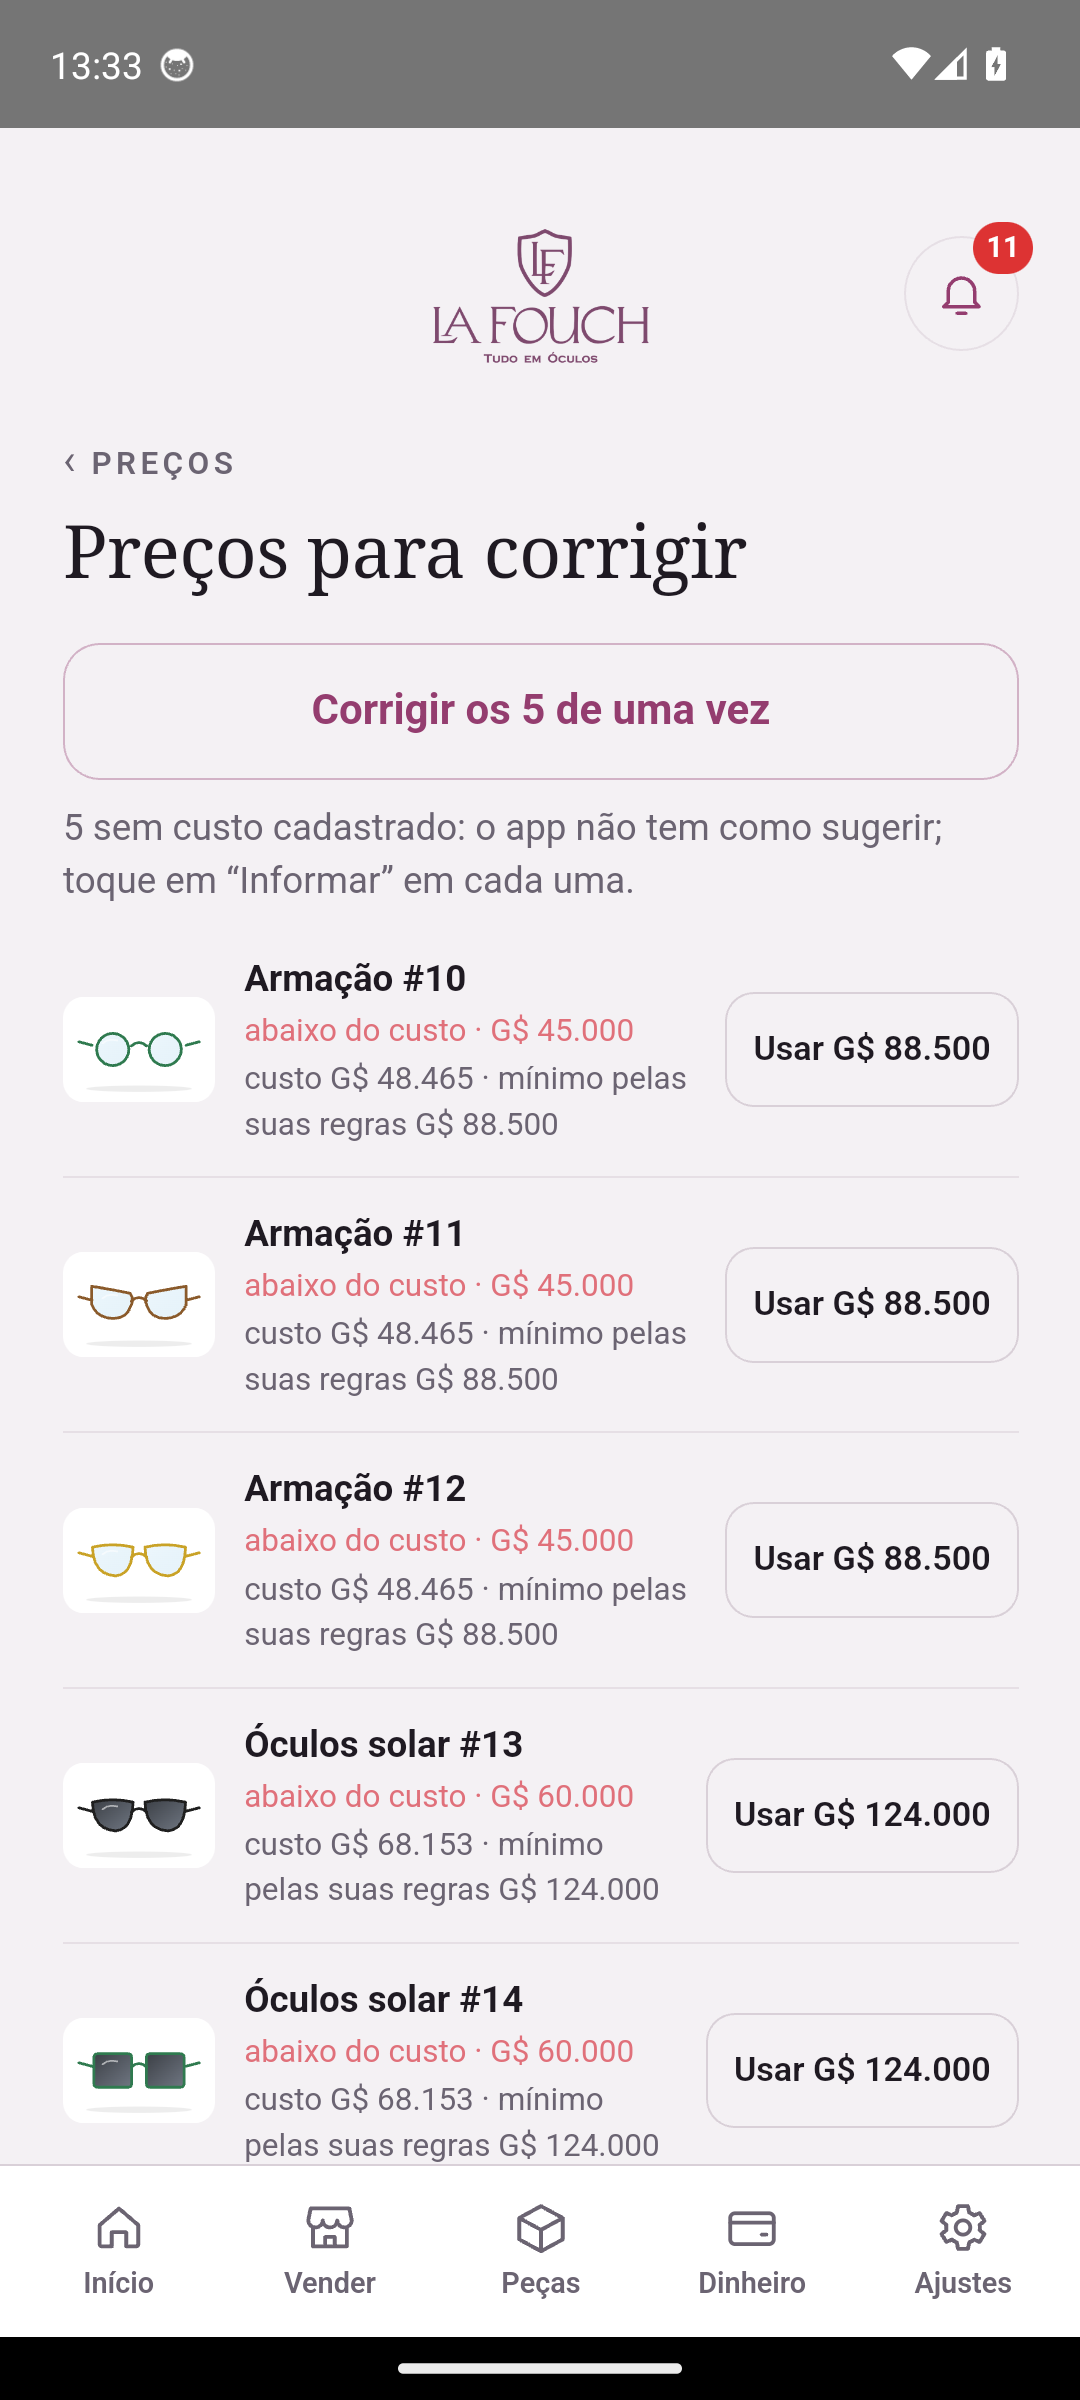 13:33
11
LF
LA FOUCH
TUDO EM ÓCULOS
‹ PREÇOS
Preços para corrigir
Corrigir os 5 de uma vez
5 sem custo cadastrado: o app não tem como sugerir;
toque em “Informar” em cada uma.
Armação #10
abaixo do custo · G$ 45.000
custo G$ 48.465 · mínimo pelas
suas regras G$ 88.500
Usar G$ 88.500
Armação #11
abaixo do custo · G$ 45.000
custo G$ 48.465 · mínimo pelas
suas regras G$ 88.500
Usar G$ 88.500
Armação #12
abaixo do custo · G$ 45.000
custo G$ 48.465 · mínimo pelas
suas regras G$ 88.500
Usar G$ 88.500
Óculos solar #13
abaixo do custo · G$ 60.000
custo G$ 68.153 · mínimo
pelas suas regras G$ 124.000
Usar G$ 124.000
Óculos solar #14
abaixo do custo · G$ 60.000
custo G$ 68.153 · mínimo
pelas suas regras G$ 124.000
Usar G$ 124.000
Início
Vender
Peças
Dinheiro
Ajustes